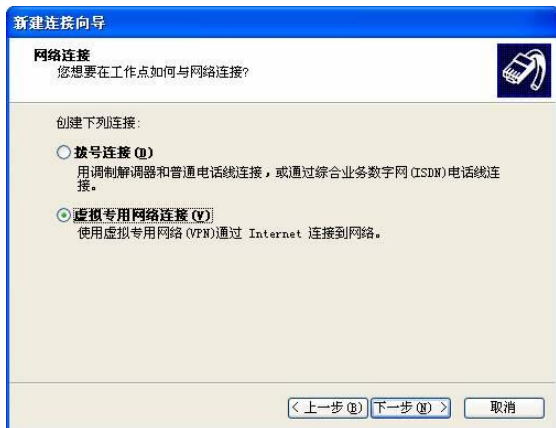 新建连接向导
网络连接
您想要在工作点如何与网络连接?
创建下列连接:
拨号连接(D)
用调制解调器和普通电话线连接，或通过综合业务数字网(ISDN)电话线连
接。
虚拟专用网络连接(V)
使用虚拟专用网络(VPN)通过 Internet 连接到网络。
< 上一步(B) 下一步(N) > 取消